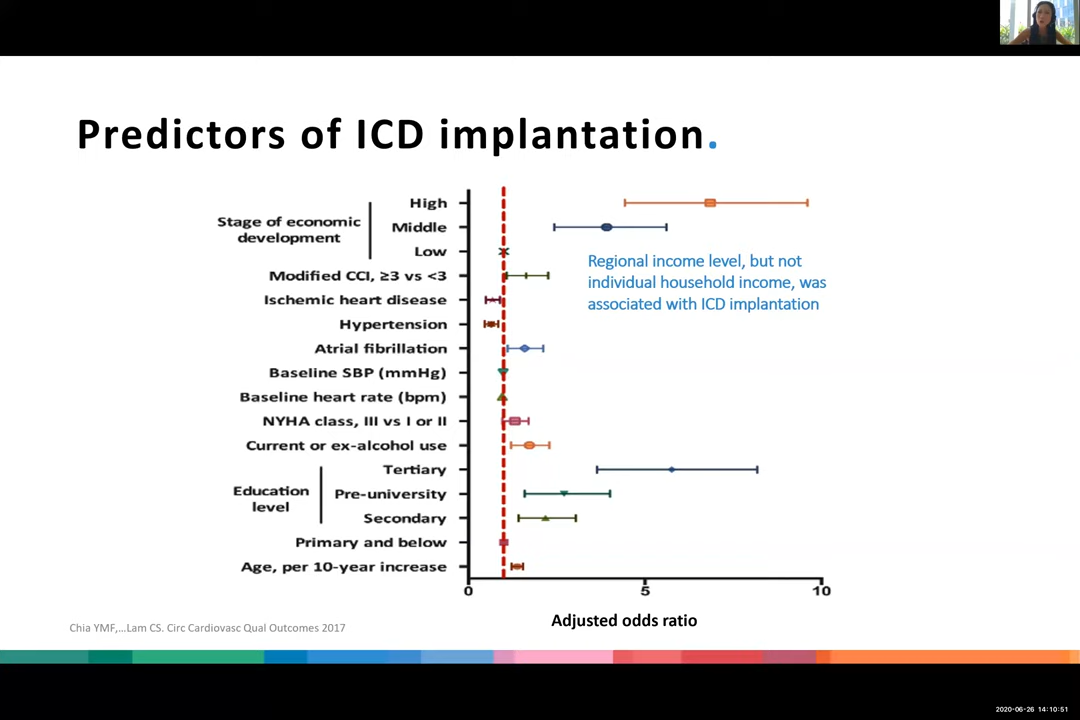 Predictors of ICD implantation.
High
Stage of economic
development
Middle
Low
Modified CCI, ≥3 vs <3
Ischemic heart disease
Hypertension
Atrial fibrillation
Baseline SBP (mmHg)
Baseline heart rate (bpm)
NYHA class, III vs I or II
Current or ex-alcohol use
Tertiary
Education
level
Pre-university
Secondary
Primary and below
Age, per 10-year increase
Regional income level, but not
individual household income, was
associated with ICD implantation
0 5 10
Adjusted odds ratio
Chia YMF,...Lam CS. Circ Cardiovasc Qual Outcomes 2017
2020-06-26 14:10:51